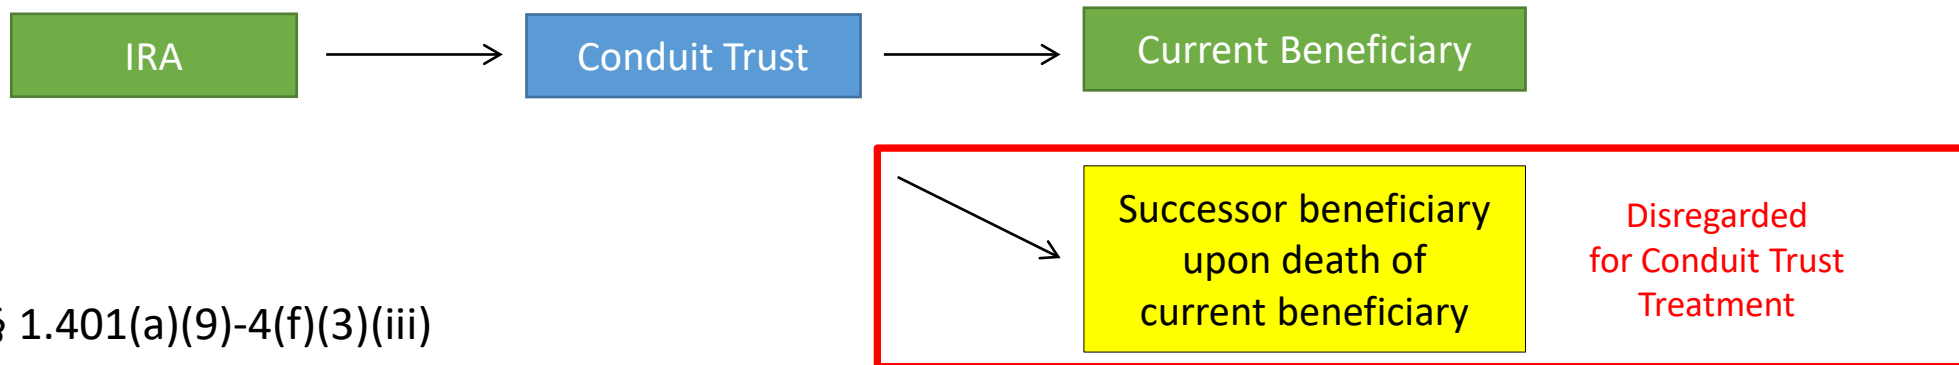 IRA
Conduit Trust
Current Beneficiary
Successor beneficiary
upon death of
current beneficiary
Disregarded
for Conduit Trust
Treatment
§ 1.401(a)(9)-4(f)(3)(iii)